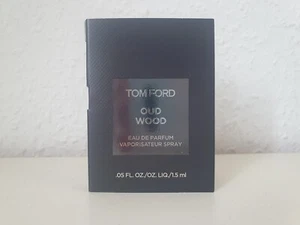 TOM FORD
OUD
WOOD
EAU DE PARFUM
VAPORISATEUR SPRAY
.05 FL. OZ./OZ. LIQ./1.5 ml